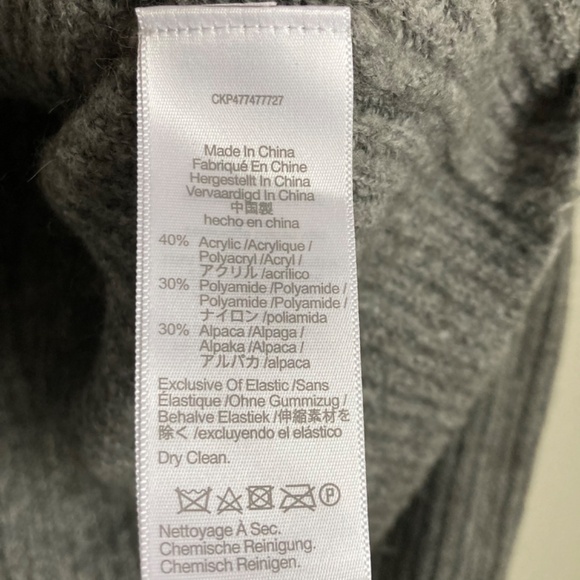 CKP477477727
Made In China
Fabriqué En Chine
Hergestellt In China
Vervaardigd In China
中国製
hecho en china
40% Acrylic /Acrylique /
Polyacryl /Acryl /
アクリル /acrílico
30% Polyamide /Polyamide /
Polyamide /Polyamide /
ナイロン /poliamida
30% Alpaca /Alpaga /
Alpaka /Alpaca /
アルパカ /alpaca
Exclusive Of Elastic /Sans
Élastique /Ohne Gummizug /
Behalve Elastiek /伸縮素材を
除く /excluyendo el elástico
Dry Clean.
Nettoyage À Sec.
Chemische Reinigung.
Chemisch Reinigen.